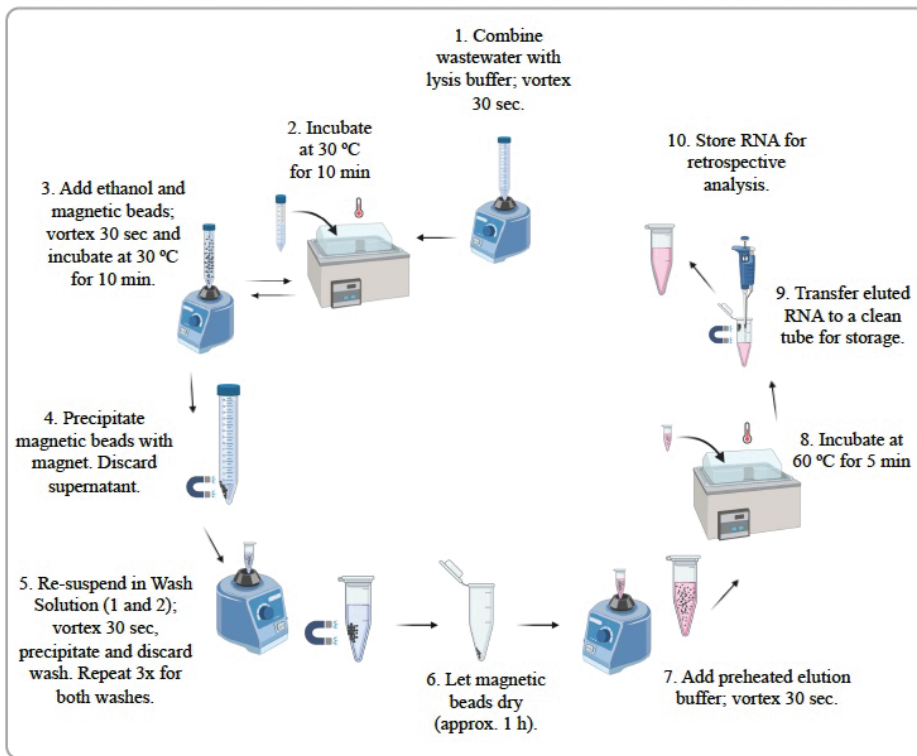 1. Combine
wastewater with
lysis buffer; vortex
30 sec.
2. Incubate
at 30 ºC
for 10 min
3. Add ethanol and
magnetic beads;
vortex 30 sec and
incubate at 30 ºC
for 10 min.
4. Precipitate
magnetic beads with
magnet. Discard
supernatant.
5. Re-suspend in Wash
Solution (1 and 2);
vortex 30 sec,
precipitate and discard
wash. Repeat 3x for
both washes.
6. Let magnetic
beads dry
(approx. 1 h).
7. Add preheated elution
buffer; vortex 30 sec.
8. Incubate at
60 ºC for 5 min
9. Transfer eluted
RNA to a clean
tube for storage.
10. Store RNA for
retrospective
analysis.